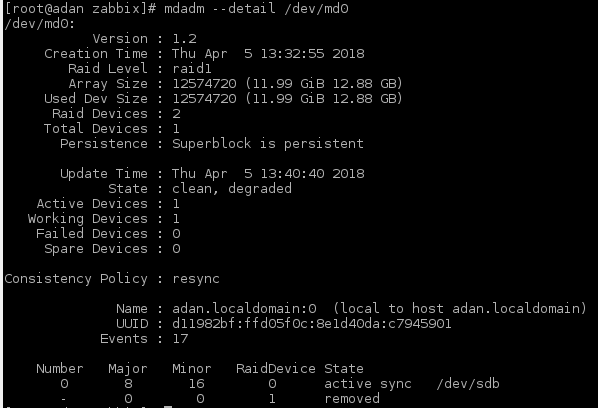 [root@adan zabbix]# mdadm --detail /dev/md0
/dev/md0:
Version : 1.2
Creation Time : Thu Apr  5 13:32:55 2018
Raid Level : raid1
Array Size : 12574720 (11.99 GiB 12.88 GB)
Used Dev Size : 12574720 (11.99 GiB 12.88 GB)
Raid Devices : 2
Total Devices : 1
Persistence : Superblock is persistent
Update Time : Thu Apr  5 13:40:40 2018
State : clean, degraded
Active Devices : 1
Working Devices : 1
Failed Devices : 0
Spare Devices : 0
Consistency Policy : resync
Name : adan.localdomain:0  (local to host adan.localdomain)
UUID : d11982bf:ffd05f0c:8e1d40da:c7945901
Events : 17
Number   Major   Minor   RaidDevice State
0       8       16        0      active sync   /dev/sdb
-       0        0        1      removed